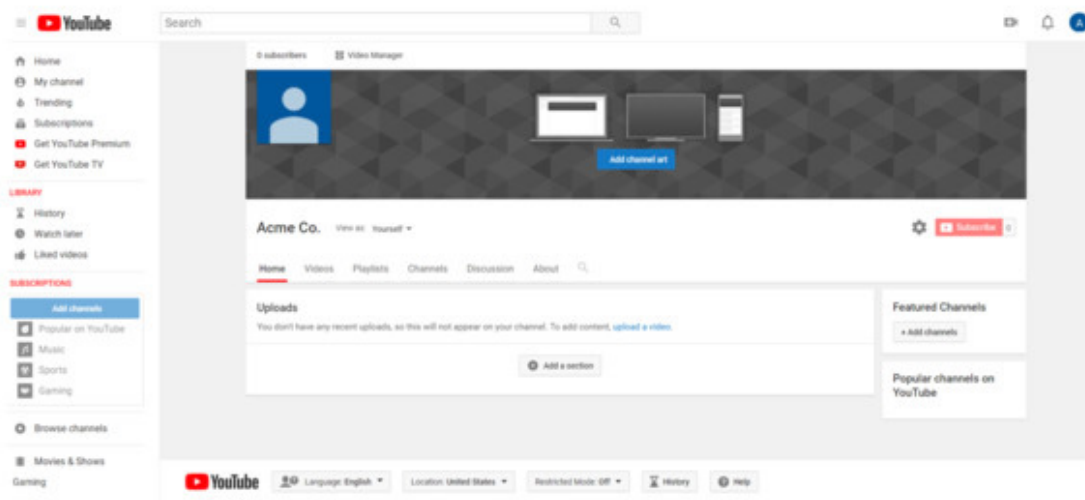 YouTube
Search
A
Home
My channel
Trending
Subscriptions
Get YouTube Premium
Get YouTube TV
LIBRARY
History
Watch later
Liked videos
SUBSCRIPTIONS
Add channels
Popular on YouTube
Music
Sports
Gaming
Browse channels
Movies & Shows
Gaming
0 subscribers Video Manager
Add channel art
Acme Co. View as: Yourself
Subscribe 0
Home Videos Playlists Channels Discussion About
Uploads
You don't have any recent uploads, so this will not appear on your channel. To add content, upload a video.
Add a section
Featured Channels
+ Add channels
Popular channels on
YouTube
YouTube Language: English Location: United States Restricted Mode: Off History Help